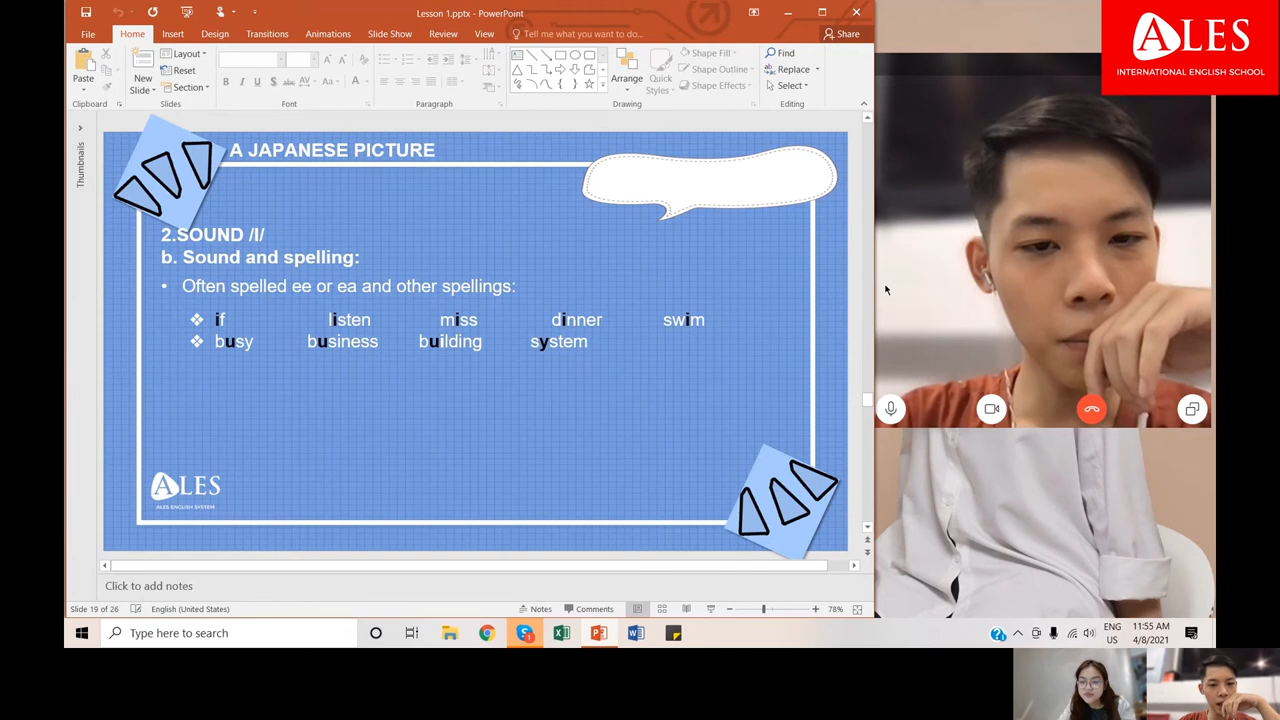 Lesson 1.pptx - PowerPoint
File Home Insert Design Transitions Animations Slide Show Review View Tell me what you want to do... Share
Paste
New Slide
Layout
Reset
Section
B I U S abc AV Aa A
Arrange
Quick Styles
Shape Fill
Shape Outline
Shape Effects
Find
Replace
Select
Clipboard Slides Font Paragraph Drawing Editing
Thumbnails
A JAPANESE PICTURE
2.SOUND /I/
b. Sound and spelling:
• Often spelled ee or ea and other spellings:
❖ if listen miss dinner swim
❖ busy business building system
ALES
ALES ENGLISH SYSTEM
Click to add notes
Slide 19 of 26 English (United States) Notes Comments 78%
Type here to search
ENG
US
11:55 AM
4/8/2021
ALES
INTERNATIONAL ENGLISH SCHOOL